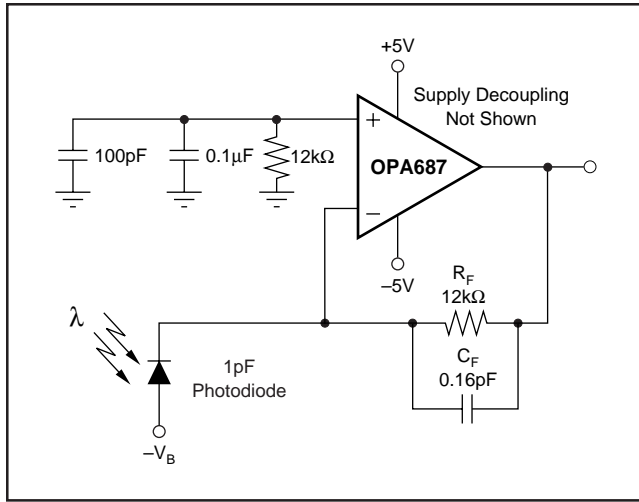 +5V
Supply Decoupling
Not Shown
100pF
0.1µF
12kΩ
+
OPA687
−
−5V
R_F
12kΩ
λ
C_F
0.16pF
1pF
Photodiode
−V_B